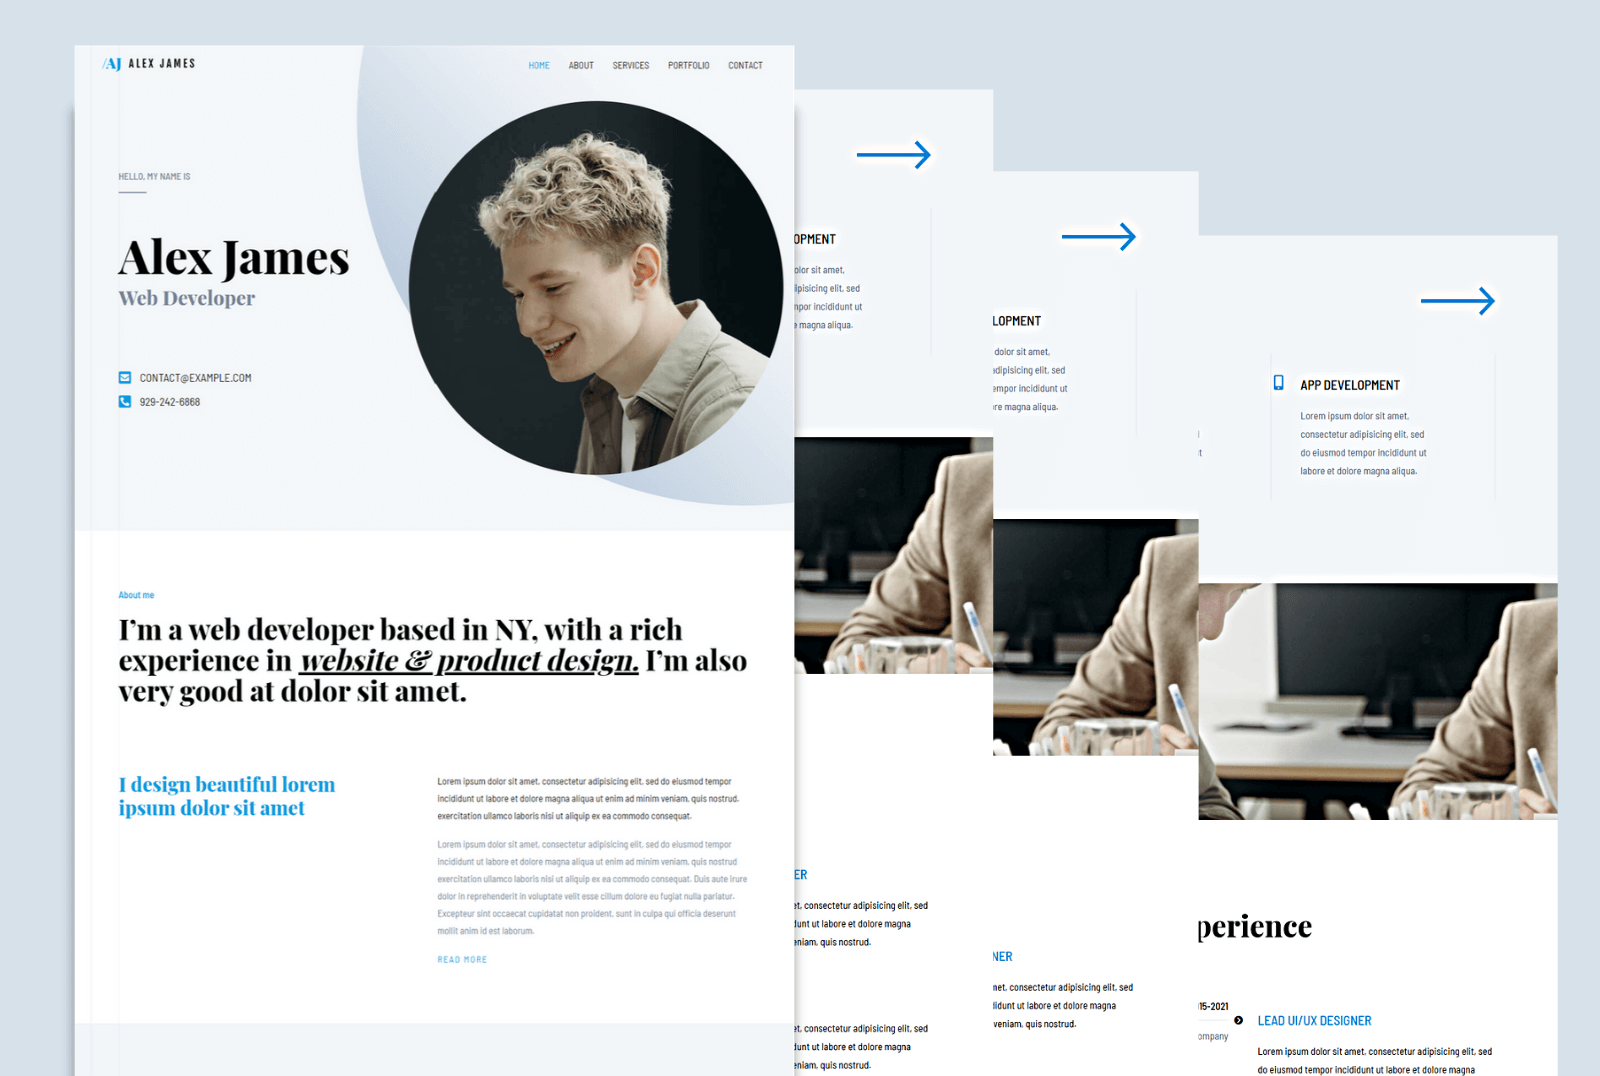 /AJ ALEX JAMES
HOME ABOUT SERVICES PORTFOLIO CONTACT
HELLO, MY NAME IS
Alex James
Web Developer
CONTACT@EXAMPLE.COM
929-242-6868
About me
I'm a web developer based in NY, with a rich
experience in website & product design. I'm also
very good at dolor sit amet.
I design beautiful lorem
ipsum dolor sit amet
Lorem ipsum dolor sit amet, consectetur adipisicing elit, sed do eiusmod tempor
incididunt ut labore et dolore magna aliqua ut enim ad minim veniam, quis nostrud.
exercitation ullamco laboris nisi ut aliquip ex ea commodo consequat.
Lorem ipsum dolor sit amet, consectetur adipisicing elit, sed do eiusmod tempor
incididunt ut labore et dolore magna aliqua ut enim ad minim veniam, quis nostrud
exercitation ullamco laboris nisi ut aliquip ex ea commodo consequat. Duis aute irure
dolor in reprehenderit in voluptate velit esse cillum dolore eu fugiat nulla pariatur.
Excepteur sint occaecat cupidatat non proident, sunt in culpa qui officia deserunt
mollit anim id est laborum.
READ MORE
OPMENT
olor sit amet,
ipisicing elit, sed
mpor incididunt ut
e magna aliqua.
ER
et, consectetur adipisicing elit, sed
unt ut labore et dolore magna
eniam, quis nostrud.
et, consectetur adipisicing elit, sed
unt ut labore et dolore magna
eniam, quis nostrud.
LOPMENT
dolor sit amet,
adipisicing elit, sed
empor incididunt ut
re magna aliqua.
NER
met, consectetur adipisicing elit, sed
didunt ut labore et dolore magna
veniam, quis nostrud.
t
APP DEVELOPMENT
Lorem ipsum dolor sit amet,
consectetur adipisicing elit, sed
do eiusmod tempor incididunt ut
labore et dolore magna aliqua.
perience
15-2021
ompany
LEAD UI/UX DESIGNER
Lorem ipsum dolor sit amet, consectetur adipisicing elit, sed
do eiusmod tempor incididunt ut labore et dolore magna